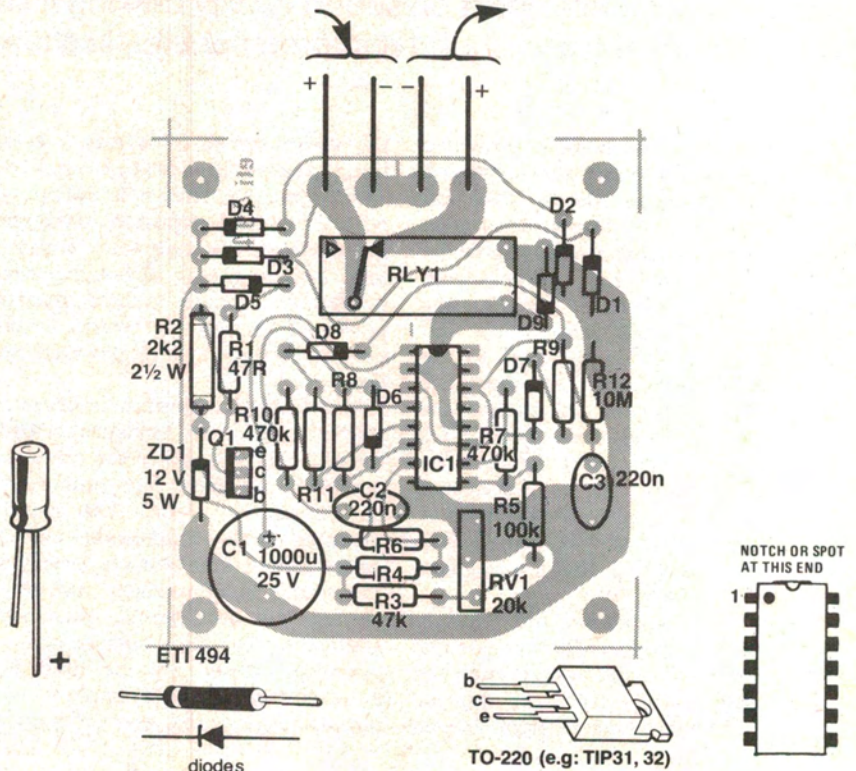 + - - +
D4
D2
D3
RLY1
D5
D9
D1
R2
2k2
2½ W
R1
47R
D8
R9
R8
D7
R12
10M
D6
R10
470k
IC1
R7
470k
Q1
e
c
b
ZD1
12 V
5 W
R11
C2
220n
C3
220n
R5
100k
C1
+
1000u
25 V
R6
R4
R3
47k
RV1
20k
+
ETI 494
diodes
b
c
e
TO-220 (e.g: TIP31, 32)
NOTCH OR SPOT
AT THIS END
1